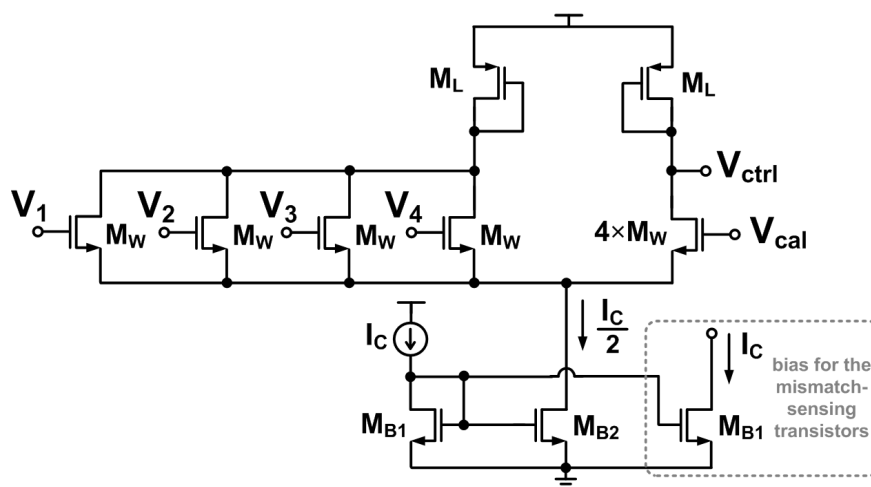 M_L
M_L
V_ctrl
V_1
V_2
V_3
V_4
M_W
M_W
M_W
M_W
4×M_W
V_cal
I_C
I_C/2
I_C
bias for the
mismatch-
sensing
transistors
M_B1
M_B2
M_B1